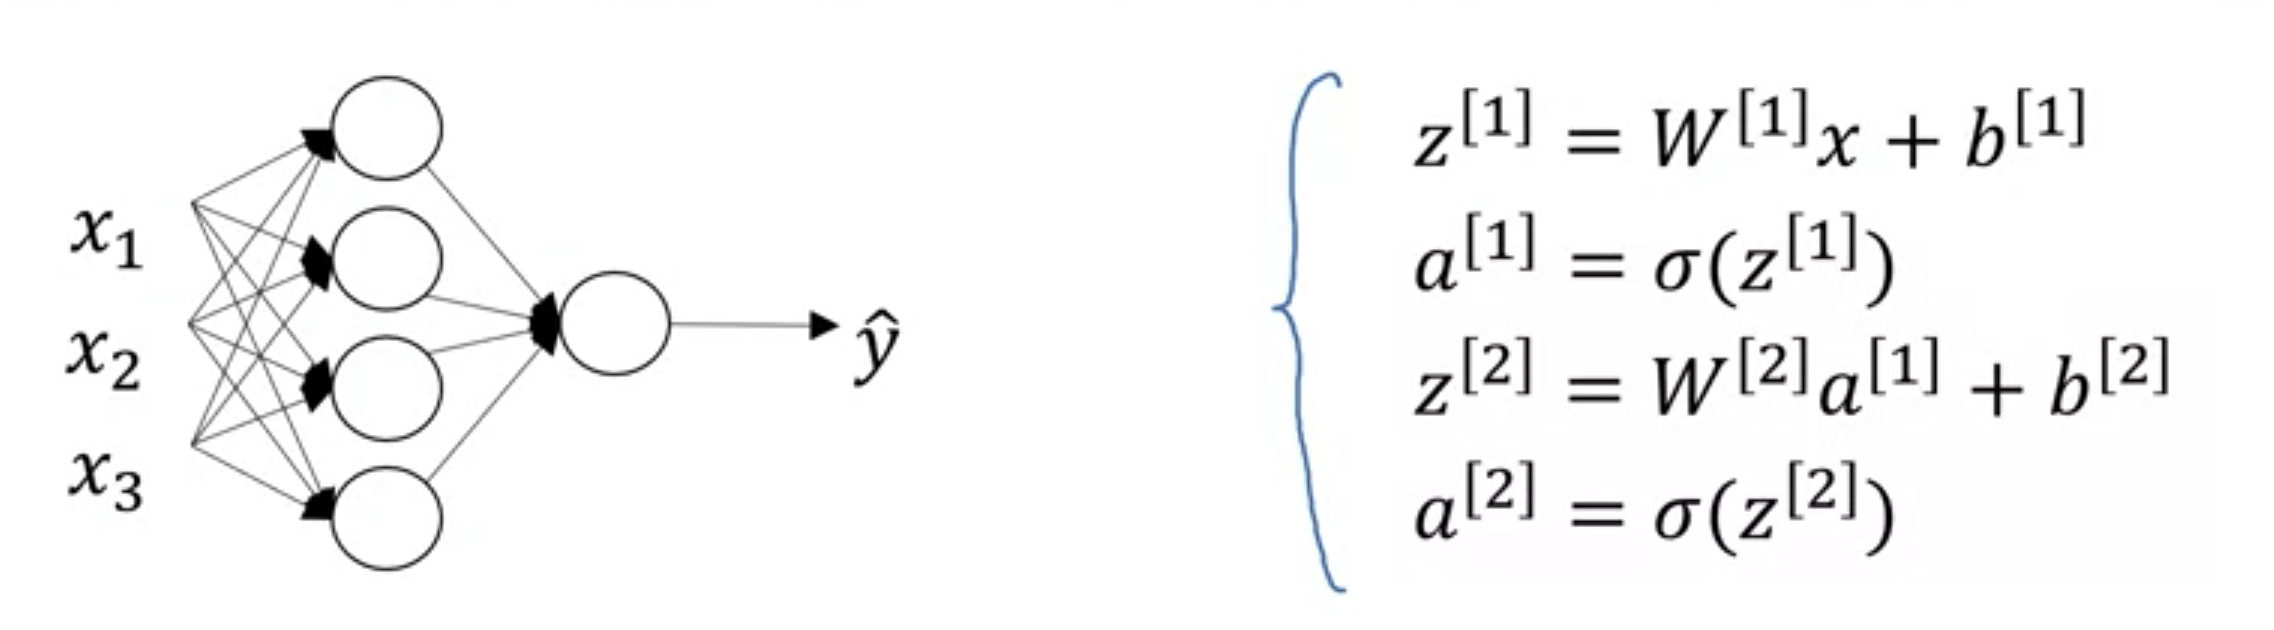 x₁
x₂
x₃
ŷ
z^[1] = W^[1]x + b^[1]
a^[1] = σ(z^[1])
z^[2] = W^[2]a^[1] + b^[2]
a^[2] = σ(z^[2])